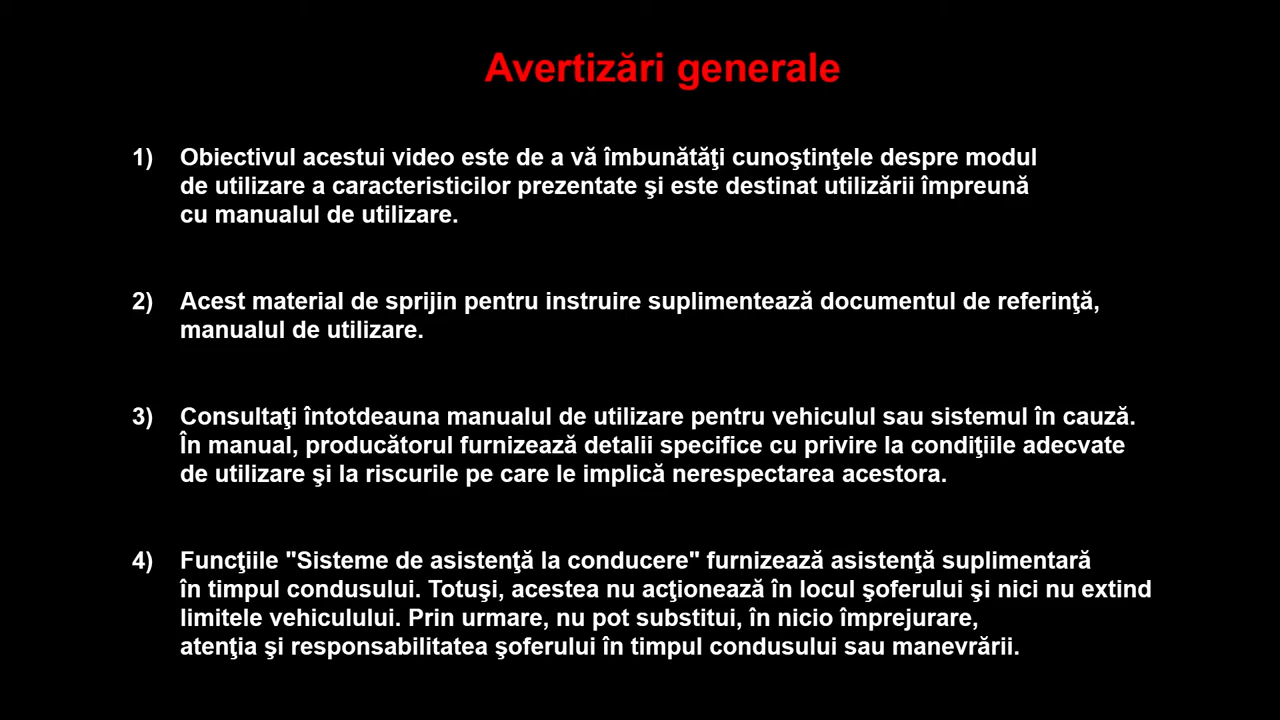 Avertizări generale
1) Obiectivul acestui video este de a vă îmbunătăţi cunoştinţele despre modul
de utilizare a caracteristicilor prezentate şi este destinat utilizării împreună
cu manualul de utilizare.
2) Acest material de sprijin pentru instruire suplimentează documentul de referinţă,
manualul de utilizare.
3) Consultaţi întotdeauna manualul de utilizare pentru vehiculul sau sistemul în cauză.
În manual, producătorul furnizează detalii specifice cu privire la condiţiile adecvate
de utilizare şi la riscurile pe care le implică nerespectarea acestora.
4) Funcţiile "Sisteme de asistenţă la conducere" furnizează asistenţă suplimentară
în timpul condusului. Totuşi, acestea nu acţionează în locul şoferului şi nici nu extind
limitele vehiculului. Prin urmare, nu pot substitui, în nicio împrejurare,
atenţia şi responsabilitatea şoferului în timpul condusului sau manevrării.